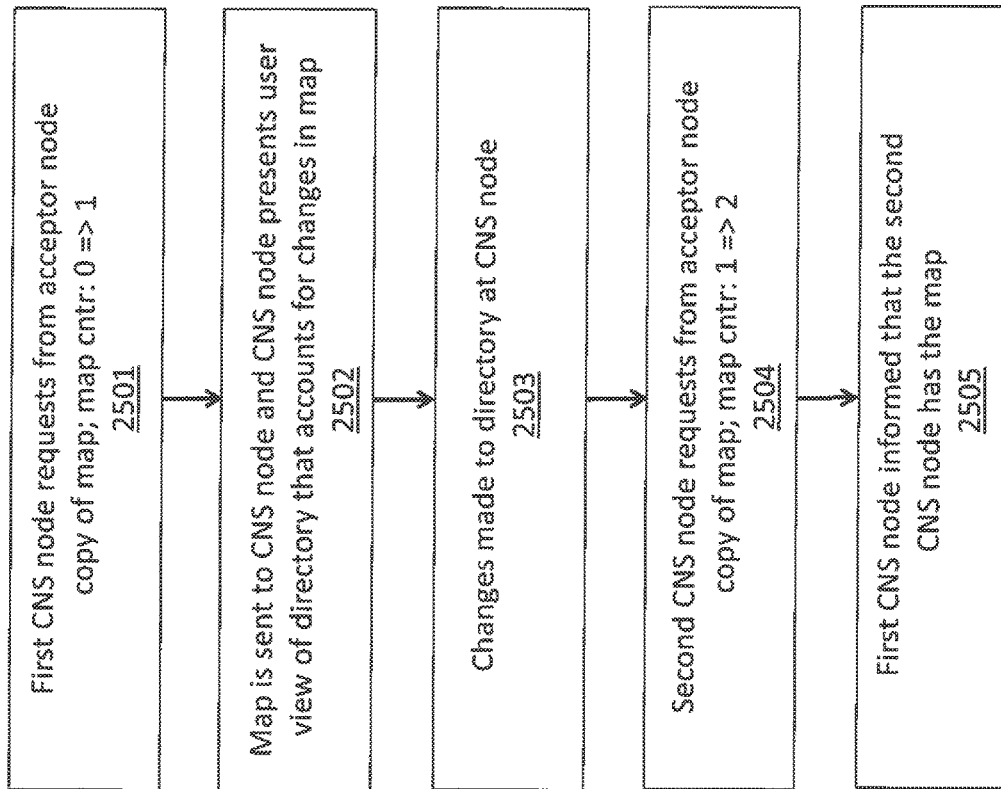 First CNS node requests from acceptor node
copy of map; map cntr: 0 => 1
2501
Map is sent to CNS node and CNS node presents user
view of directory that accounts for changes in map
2502
Changes made to directory at CNS node
2503
Second CNS node requests from acceptor node
copy of map; map cntr: 1 => 2
2504
First CNS node informed that the second
CNS node has the map
2505